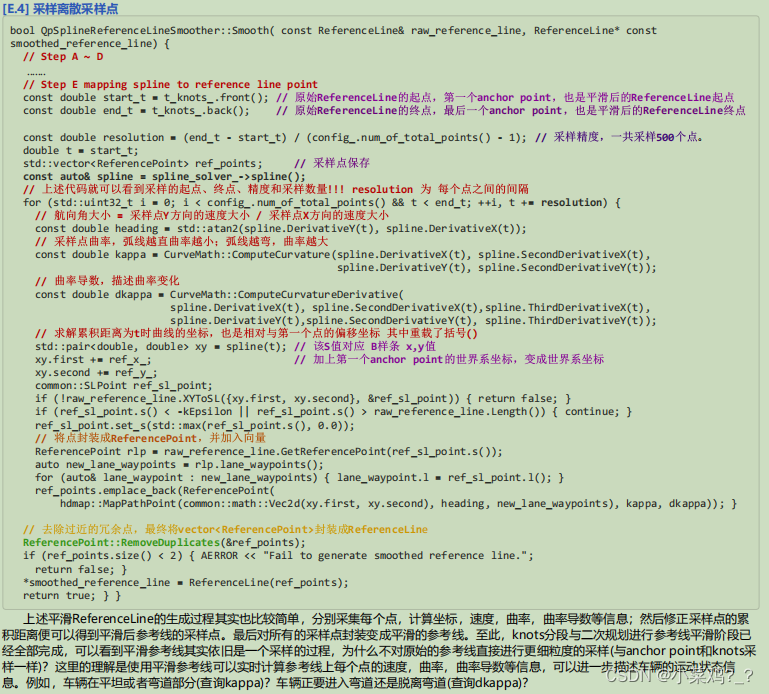 [E.4] 采样离散采样点
bool QpSplineReferenceLineSmoother::Smooth( const ReferenceLine& raw_reference_line, ReferenceLine* const
smoothed_reference_line) {
// Step A ~ D
……
// Step E mapping spline to reference line point
const double start_t = t_knots_.front(); // 原始ReferenceLine的起点，第一个anchor point，也是平滑后的ReferenceLine起点
const double end_t = t_knots_.back(); // 原始ReferenceLine的终点，最后一个anchor point，也是平滑后的ReferenceLine终点
const double resolution = (end_t - start_t) / (config_.num_of_total_points() - 1); // 采样精度，一共采样500个点。
double t = start_t;
std::vector<ReferencePoint> ref_points; // 采样点保存
const auto& spline = spline_solver_->spline();
// 上述代码就可以看到采样的起点、终点、精度和采样数量!!! resolution 为 每个点之间的间隔
for (std::uint32_t i = 0; i < config_.num_of_total_points() && t < end_t; ++i, t += resolution) {
// 航向角大小 = 采样点Y方向的速度大小 / 采样点X方向的速度大小
const double heading = std::atan2(spline.DerivativeY(t), spline.DerivativeX(t));
// 采样点曲率，弧线越直曲率越小；弧线越弯，曲率越大
const double kappa = CurveMath::ComputeCurvature(spline.DerivativeX(t), spline.SecondDerivativeX(t),
spline.DerivativeY(t), spline.SecondDerivativeY(t));
// 曲率导数，描述曲率变化
const double dkappa = CurveMath::ComputeCurvatureDerivative(
spline.DerivativeX(t), spline.SecondDerivativeX(t),spline.ThirdDerivativeX(t),
spline.DerivativeY(t),spline.SecondDerivativeY(t), spline.ThirdDerivativeY(t));
// 求解累积距离为t时曲线的坐标，也是相对与第一个点的偏移坐标 其中重载了括号()
std::pair<double, double> xy = spline(t); // 该S值对应 B样条 x,y值
xy.first += ref_x_; // 加上第一个anchor point的世界系坐标，变成世界系坐标
xy.second += ref_y_;
common::SLPoint ref_sl_point;
if (!raw_reference_line.XYToSL({xy.first, xy.second}, &ref_sl_point)) { return false; }
if (ref_sl_point.s() < -kEpsilon || ref_sl_point.s() > raw_reference_line.Length()) { continue; }
ref_sl_point.set_s(std::max(ref_sl_point.s(), 0.0));
// 将点封装成ReferencePoint，并加入向量
ReferencePoint rlp = raw_reference_line.GetReferencePoint(ref_sl_point.s());
auto new_lane_waypoints = rlp.lane_waypoints();
for (auto& lane_waypoint : new_lane_waypoints) { lane_waypoint.l = ref_sl_point.l(); }
ref_points.emplace_back(ReferencePoint(
hdmap::MapPathPoint(common::math::Vec2d(xy.first, xy.second), heading, new_lane_waypoints), kappa, dkappa)); }
// 去除过近的冗余点，最终将vector<ReferencePoint>封装成ReferenceLine
ReferencePoint::RemoveDuplicates(&ref_points);
if (ref_points.size() < 2) { AERROR << "Fail to generate smoothed reference line.";
return false; }
*smoothed_reference_line = ReferenceLine(ref_points);
return true; } }
上述平滑ReferenceLine的生成过程其实也比较简单，分别采集每个点，计算坐标，速度，曲率，曲率导数等信息；然后修正采样点的累
积距离便可以得到平滑后参考线的采样点。最后对所有的采样点封装变成平滑的参考线。至此，knots分段与二次规划进行参考线平滑阶段已
经全部完成，可以看到平滑参考线其实依旧是一个采样的过程，为什么不对原始的参考线直接进行更细粒度的采样(与anchor point和knots采
样一样)？这里的理解是使用平滑参考线可以实时计算参考线上每个点的速度，曲率，曲率导数等信息，可以进一步描述车辆的运动状态信
息。例如，车辆在平坦或者弯道部分(查询kappa)？车辆正要进入弯道还是脱离弯道(查询dkappa)？
CSDN @小菜鸡?_?